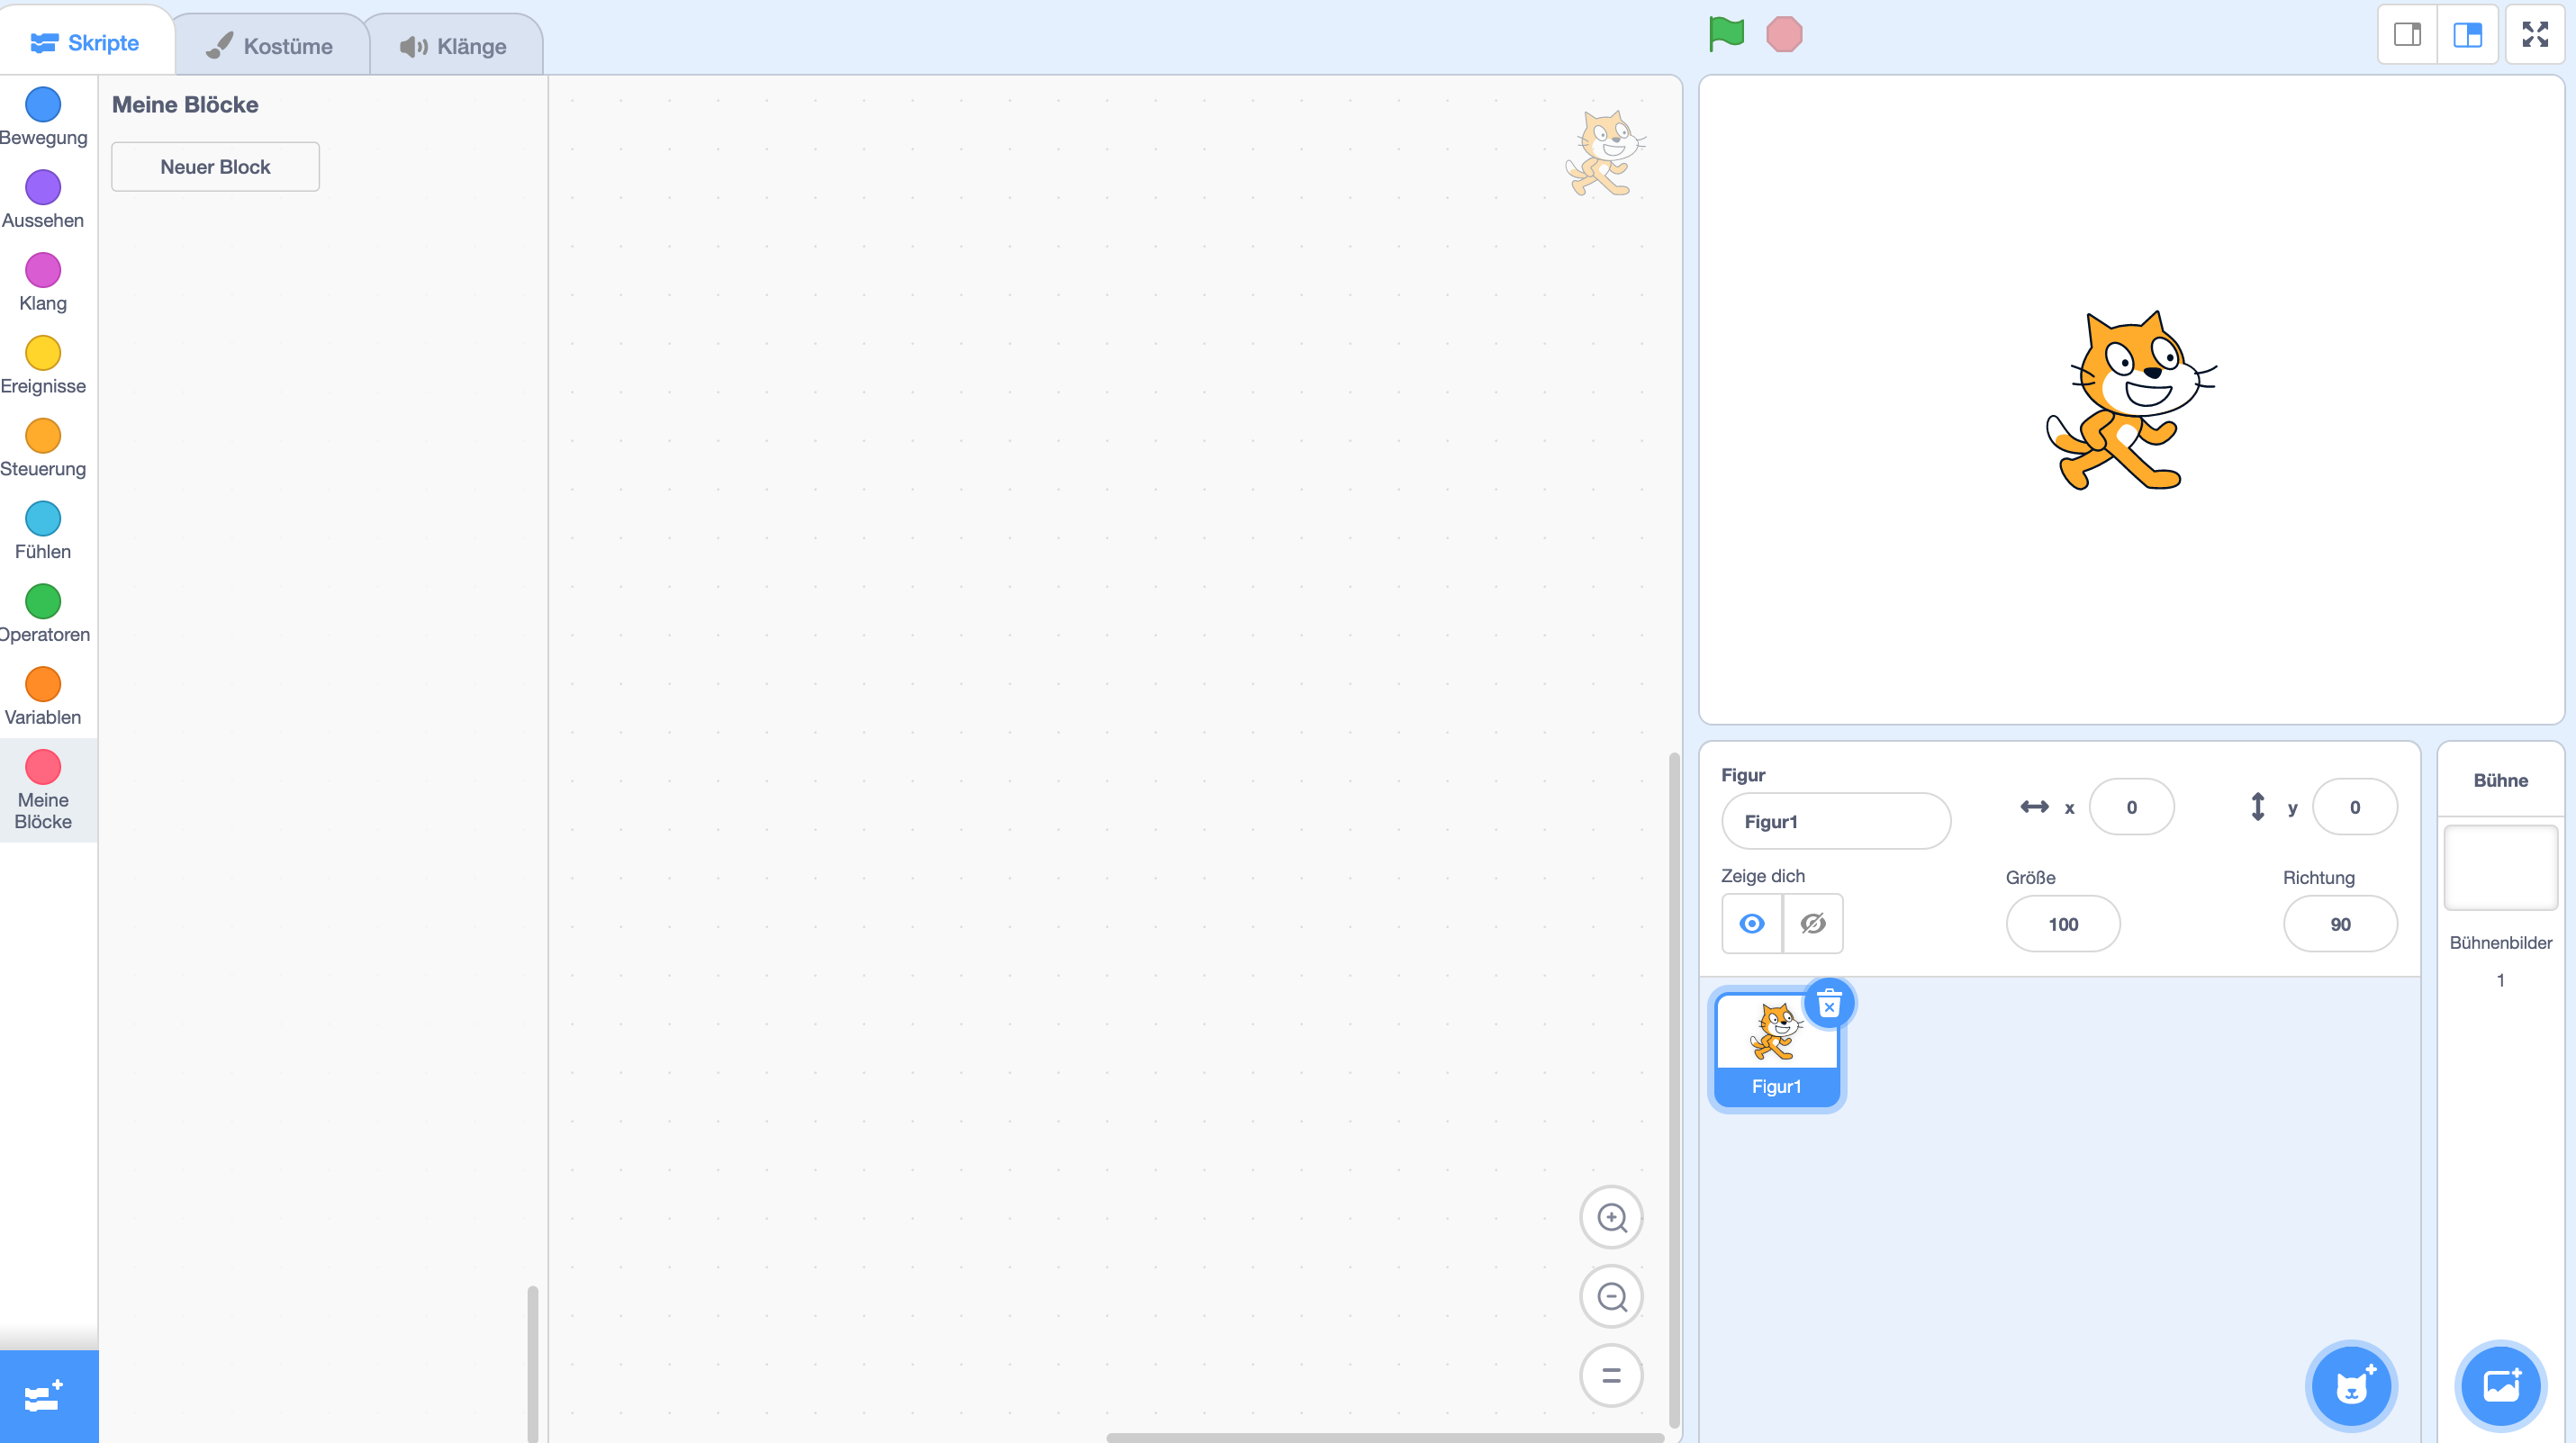 Skripte
Kostüme
Klänge
Bewegung
Aussehen
Klang
Ereignisse
Steuerung
Fühlen
Operatoren
Variablen
Meine
Blöcke
Meine Blöcke
Neuer Block
Figur
Figur1
x
0
y
0
Zeige dich
Größe
100
Richtung
90
Figur1
Bühne
Bühnenbilder
1